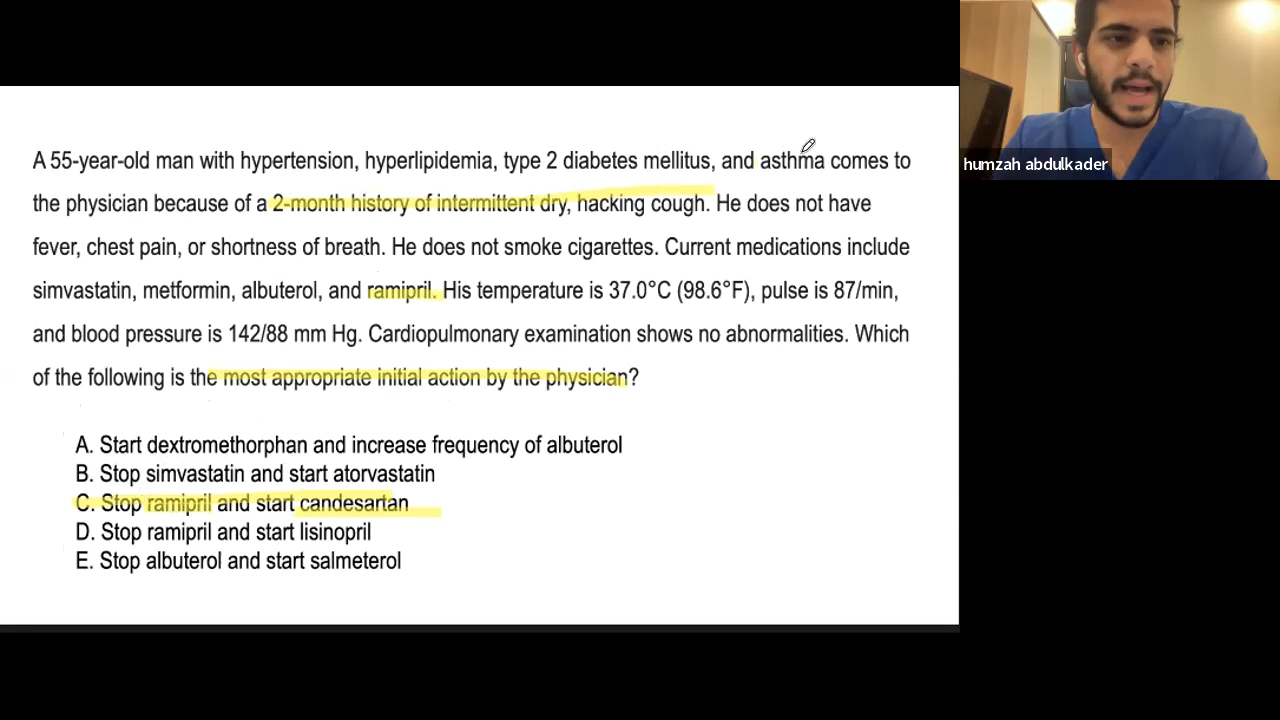 A 55-year-old man with hypertension, hyperlipidemia, type 2 diabetes mellitus, and asthma comes to
the physician because of a 2-month history of intermittent dry, hacking cough. He does not have
fever, chest pain, or shortness of breath. He does not smoke cigarettes. Current medications include
simvastatin, metformin, albuterol, and ramipril. His temperature is 37.0°C (98.6°F), pulse is 87/min,
and blood pressure is 142/88 mm Hg. Cardiopulmonary examination shows no abnormalities. Which
of the following is the most appropriate initial action by the physician?
A. Start dextromethorphan and increase frequency of albuterol
B. Stop simvastatin and start atorvastatin
C. Stop ramipril and start candesartan
D. Stop ramipril and start lisinopril
E. Stop albuterol and start salmeterol
humzah abdulkader